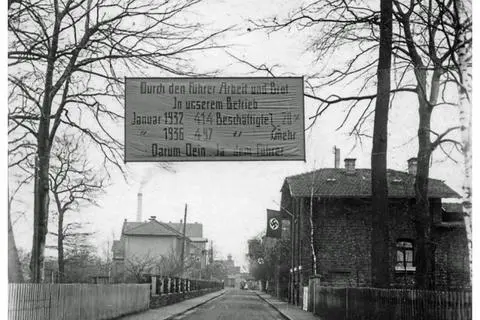 Durch den Führer Arbeit und Brot
In unserem Betrieb
Januar 1932 414 Beschäftigte
" 1936 497 " mehr
Darum Dein Ja dem Führer